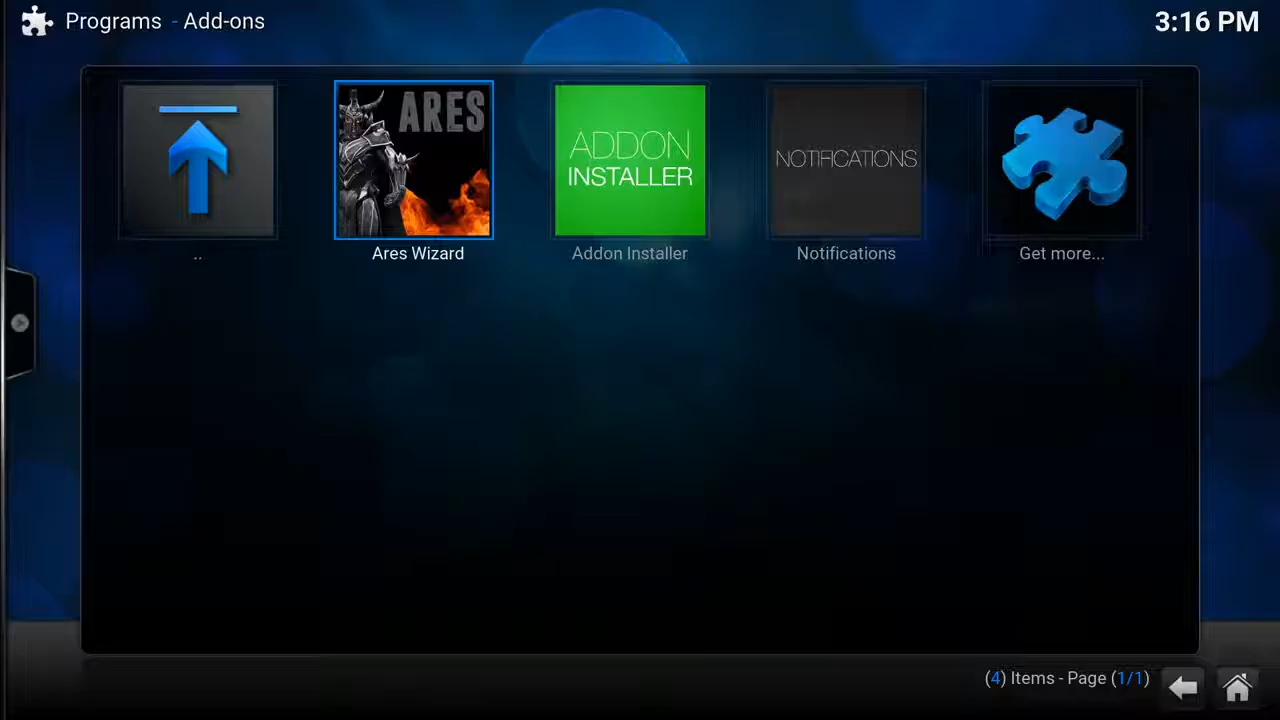 Programs - Add-ons
3:16 PM
ARES
ADDON
INSTALLER
NOTIFICATIONS
..
Ares Wizard
Addon Installer
Notifications
Get more...
(4) Items - Page (1/1)